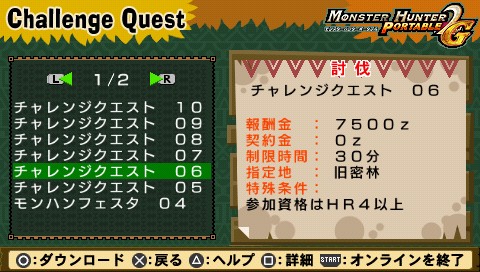 Challenge Quest
MONSTER HUNTER
PORTABLE 2nd G
L 1/2 R
チャレンジクエスト 10
チャレンジクエスト 09
チャレンジクエスト 08
チャレンジクエスト 07
チャレンジクエスト 06
チャレンジクエスト 05
モンハンフェスタ 04
討伐
チャレンジクエスト 06
報酬金 : 7500z
契約金 : 0z
制限時間: 30分
指定地 : 旧密林
特殊条件:
参加資格はHR4以上
○:ダウンロード ×:戻る △:ヘルプ □:詳細 START:オンラインを終了